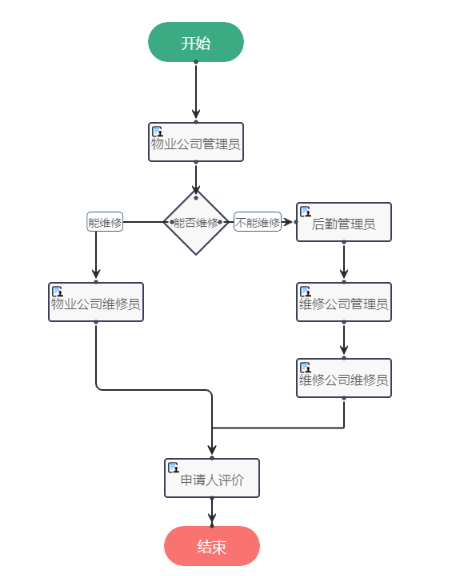 开始
物业公司管理员
能维修
能否维修
不能维修
后勤管理员
物业公司维修员
维修公司管理员
维修公司维修员
申请人评价
结束